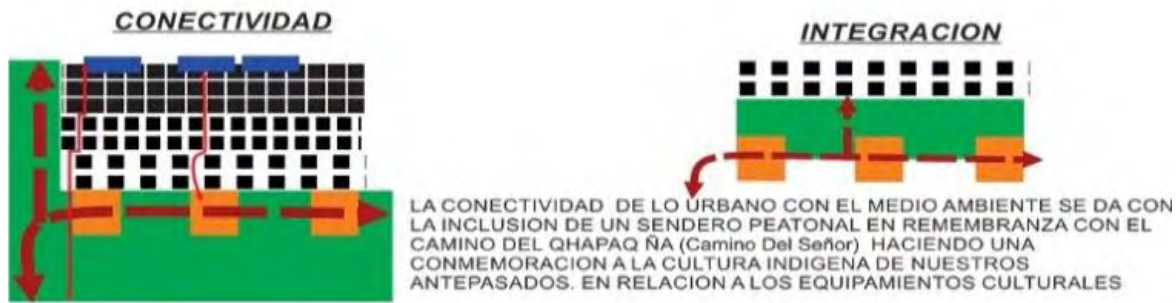 CONECTIVIDAD
INTEGRACION
LA CONECTIVIDAD DE LO URBANO CON EL MEDIO AMBIENTE SE DA CON
LA INCLUSION DE UN SENDERO PEATONAL EN REMEMBRANZA CON EL
CAMINO DEL QHAPAQ ÑA (Camino Del Señor) HACIENDO UNA
CONMEMORACION A LA CULTURA INDIGENA DE NUESTROS
ANTEPASADOS. EN RELACION A LOS EQUIPAMIENTOS CULTURALES